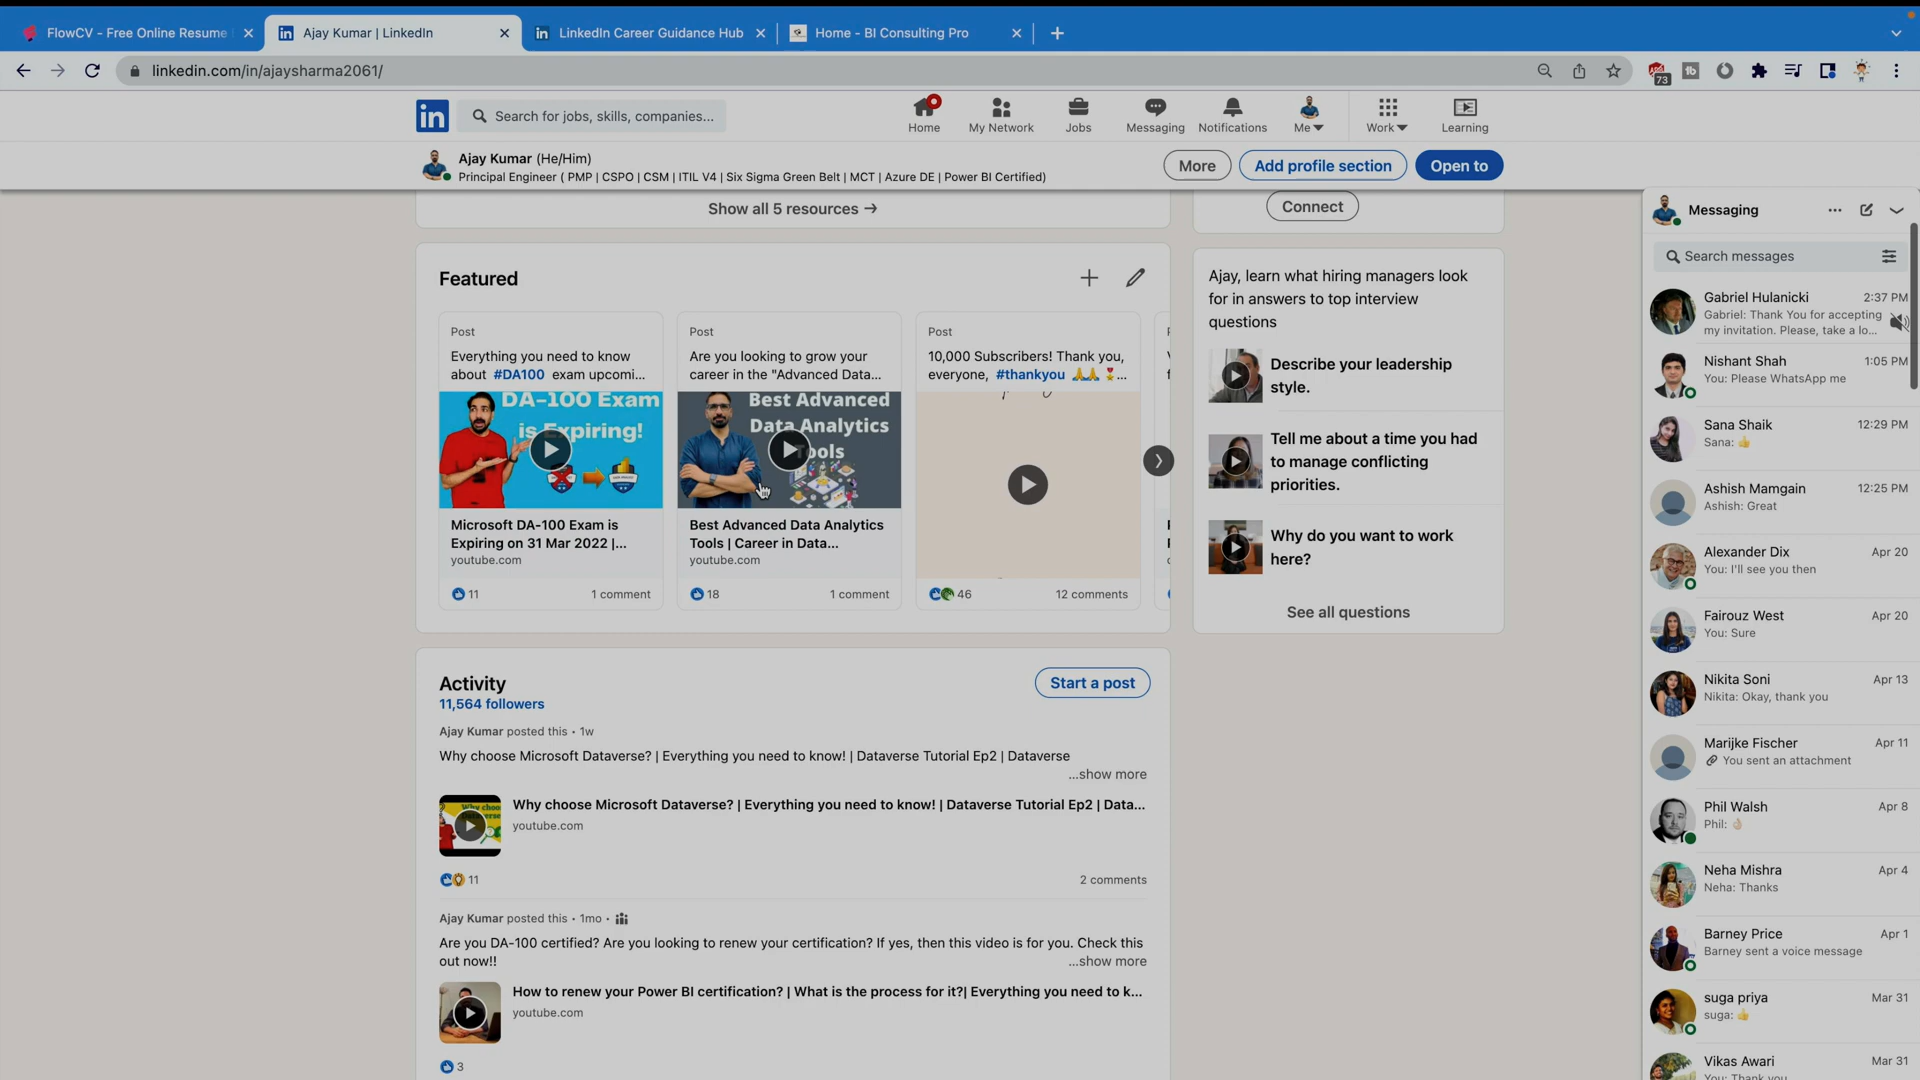 FlowCV - Free Online Resume
Ajay Kumar | LinkedIn
LinkedIn Career Guidance Hub
Home - BI Consulting Pro
linkedin.com/in/ajaysharma2061/
73
in
Search for jobs, skills, companies...
Home
My Network
Jobs
Messaging
Notifications
Me
Work
Learning
Ajay Kumar (He/Him)
Principal Engineer ( PMP | CSPO | CSM | ITIL V4 | Six Sigma Green Belt | MCT | Azure DE | Power BI Certified)
More
Add profile section
Open to
Show all 5 resources →
Connect
Featured
Post
Everything you need to know
about #DA100 exam upcomi...
DA-100 Exam
is Expiring!
Microsoft DA-100 Exam is
Expiring on 31 Mar 2022 |...
youtube.com
11
1 comment
Post
Are you looking to grow your
career in the "Advanced Data...
Best Advanced
Data Analytics
Tools
Best Advanced Data Analytics
Tools | Career in Data...
youtube.com
18
1 comment
Post
10,000 Subscribers! Thank you,
everyone, #thankyou 🙏🙏🎖️...
46
12 comments
Ajay, learn what hiring managers look
for in answers to top interview
questions
Describe your leadership
style.
Tell me about a time you had
to manage conflicting
priorities.
Why do you want to work
here?
See all questions
Activity
11,564 followers
Start a post
Ajay Kumar posted this • 1w
Why choose Microsoft Dataverse? | Everything you need to know! | Dataverse Tutorial Ep2 | Dataverse
...show more
Why choose Microsoft Dataverse? | Everything you need to know! | Dataverse Tutorial Ep2 | Data...
youtube.com
11
2 comments
Ajay Kumar posted this • 1mo •
Are you DA-100 certified? Are you looking to renew your certification? If yes, then this video is for you. Check this
out now!!
...show more
How to renew your Power BI certification? | What is the process for it?| Everything you need to k...
youtube.com
3
Messaging
Search messages
Gabriel Hulanicki
2:37 PM
Gabriel: Thank You for accepting
my invitation. Please, take a lo...
Nishant Shah
1:05 PM
You: Please WhatsApp me
Sana Shaik
12:29 PM
Sana: 👍
Ashish Mamgain
12:25 PM
Ashish: Great
Alexander Dix
Apr 20
You: I'll see you then
Fairouz West
Apr 20
You: Sure
Nikita Soni
Apr 13
Nikita: Okay, thank you
Marijke Fischer
Apr 11
You sent an attachment
Phil Walsh
Apr 8
Phil: 👌🏻
Neha Mishra
Apr 4
Neha: Thanks
Barney Price
Apr 1
Barney sent a voice message
suga priya
Mar 31
suga: 👍
Vikas Awari
Mar 31
You: Thank you